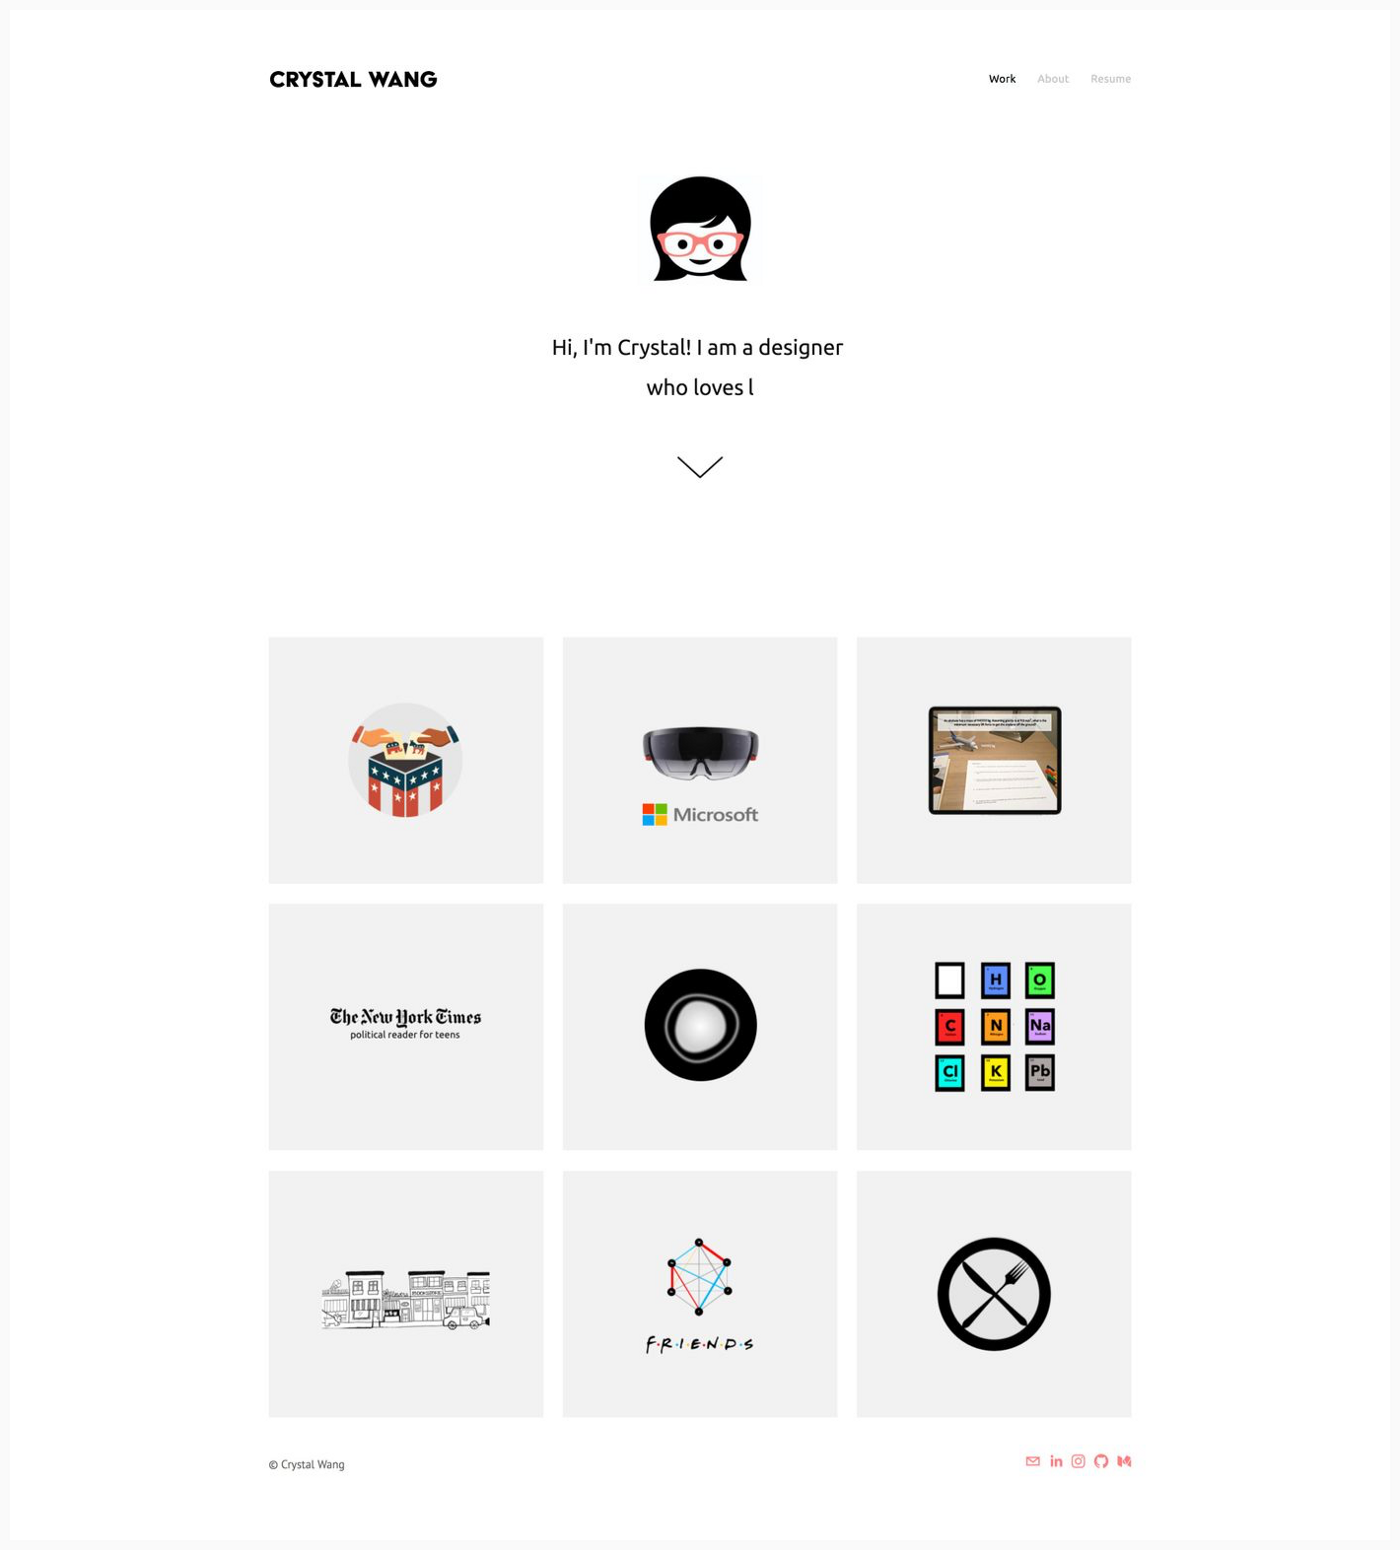 CRYSTAL WANG
Work About Resume
Hi, I'm Crystal! I am a designer
who loves l
Microsoft
The New York Times
political reader for teens
H O
C N Na
Cl K Pb
F·R·I·E·N·D·S
© Crystal Wang